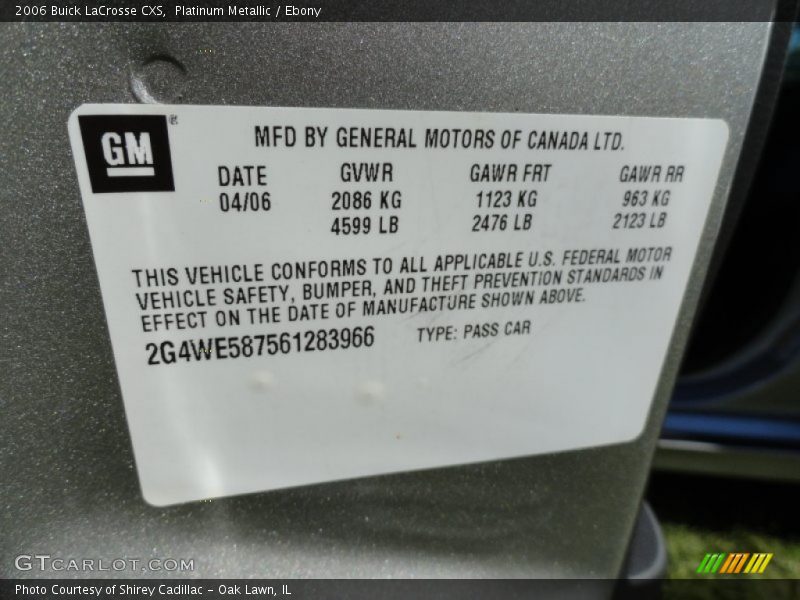 2006 Buick LaCrosse CXS, Platinum Metallic / Ebony
GM®
MFD BY GENERAL MOTORS OF CANADA LTD.
DATE GVWR GAWR FRT GAWR RR
04/06 2086 KG 1123 KG 963 KG
4599 LB 2476 LB 2123 LB
THIS VEHICLE CONFORMS TO ALL APPLICABLE U.S. FEDERAL MOTOR
VEHICLE SAFETY, BUMPER, AND THEFT PREVENTION STANDARDS IN
EFFECT ON THE DATE OF MANUFACTURE SHOWN ABOVE.
2G4WE587561283966 TYPE: PASS CAR
GTCARLOT.COM
Photo Courtesy of Shirey Cadillac - Oak Lawn, IL